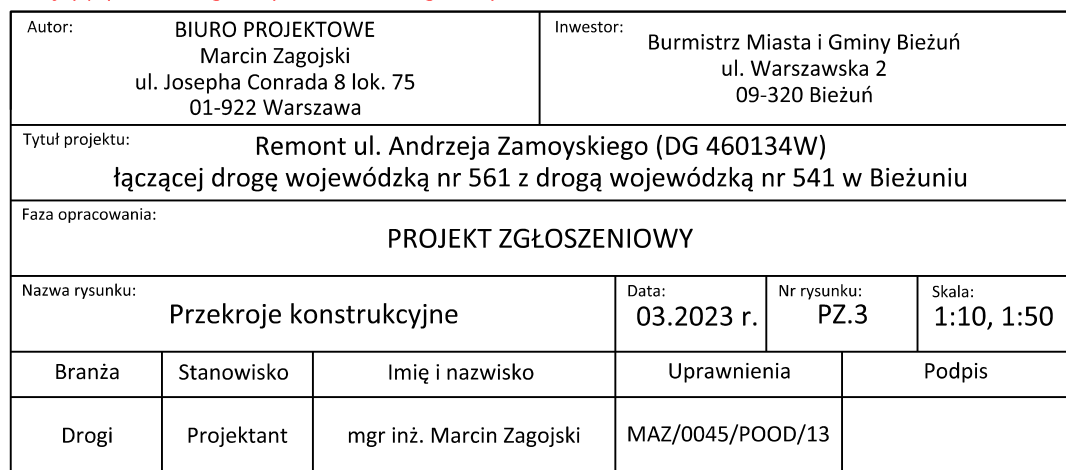 Autor:
BIURO PROJEKTOWE
Marcin Zagojski
ul. Josepha Conrada 8 lok. 75
01-922 Warszawa
Inwestor:
Burmistrz Miasta i Gminy Bieżuń
ul. Warszawska 2
09-320 Bieżuń
Tytuł projektu:
Remont ul. Andrzeja Zamoyskiego (DG 460134W)
łączącej drogę wojewódzką nr 561 z drogą wojewódzką nr 541 w Bieżuniu
Faza opracowania:
PROJEKT ZGŁOSZENIOWY
Nazwa rysunku:
Przekroje konstrukcyjne
Data:
03.2023 r.
Nr rysunku:
PZ.3
Skala:
1:10, 1:50
Branża Stanowisko Imię i nazwisko Uprawnienia Podpis
Drogi Projektant mgr inż. Marcin Zagojski MAZ/0045/POOD/13